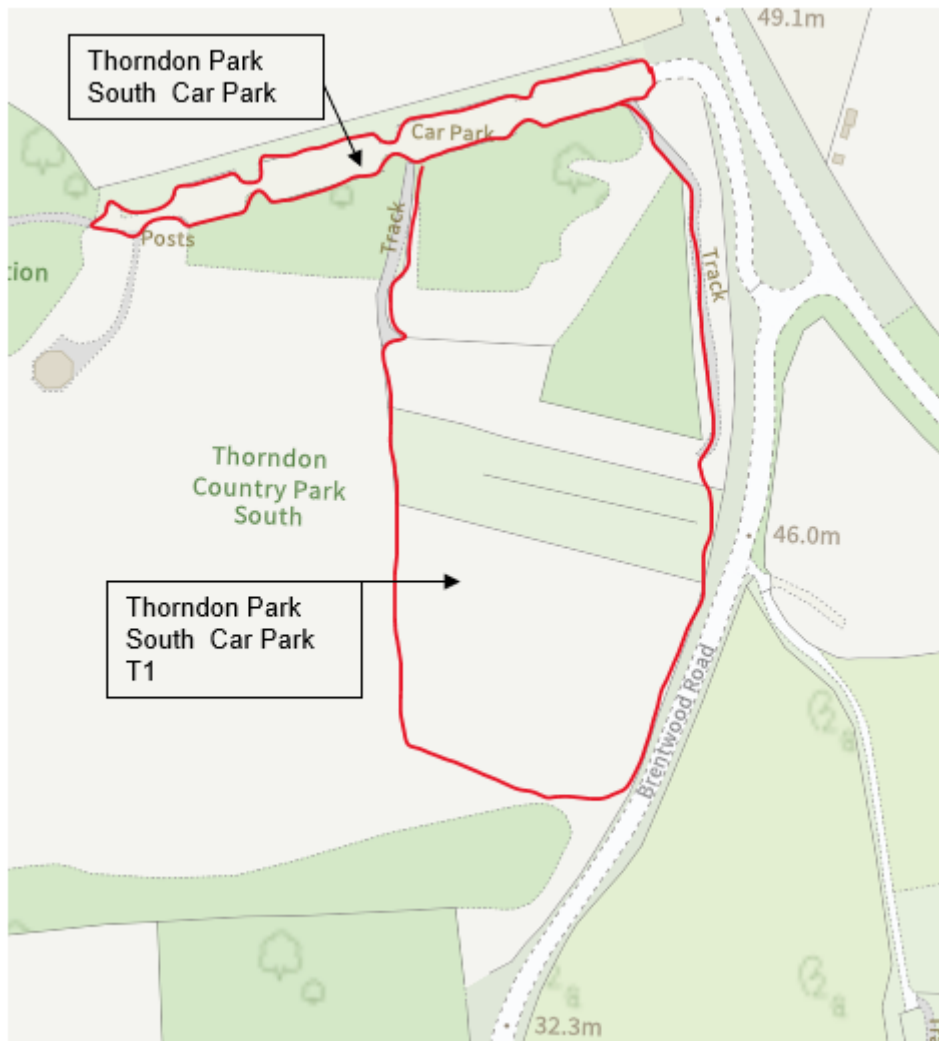 49.1m
Thorndon Park
South Car Park
Car Park
Track
Posts
Track
tion
Thorndon
Country Park
South
46.0m
Thorndon Park
South Car Park
T1
Brentwood Road
32.3m